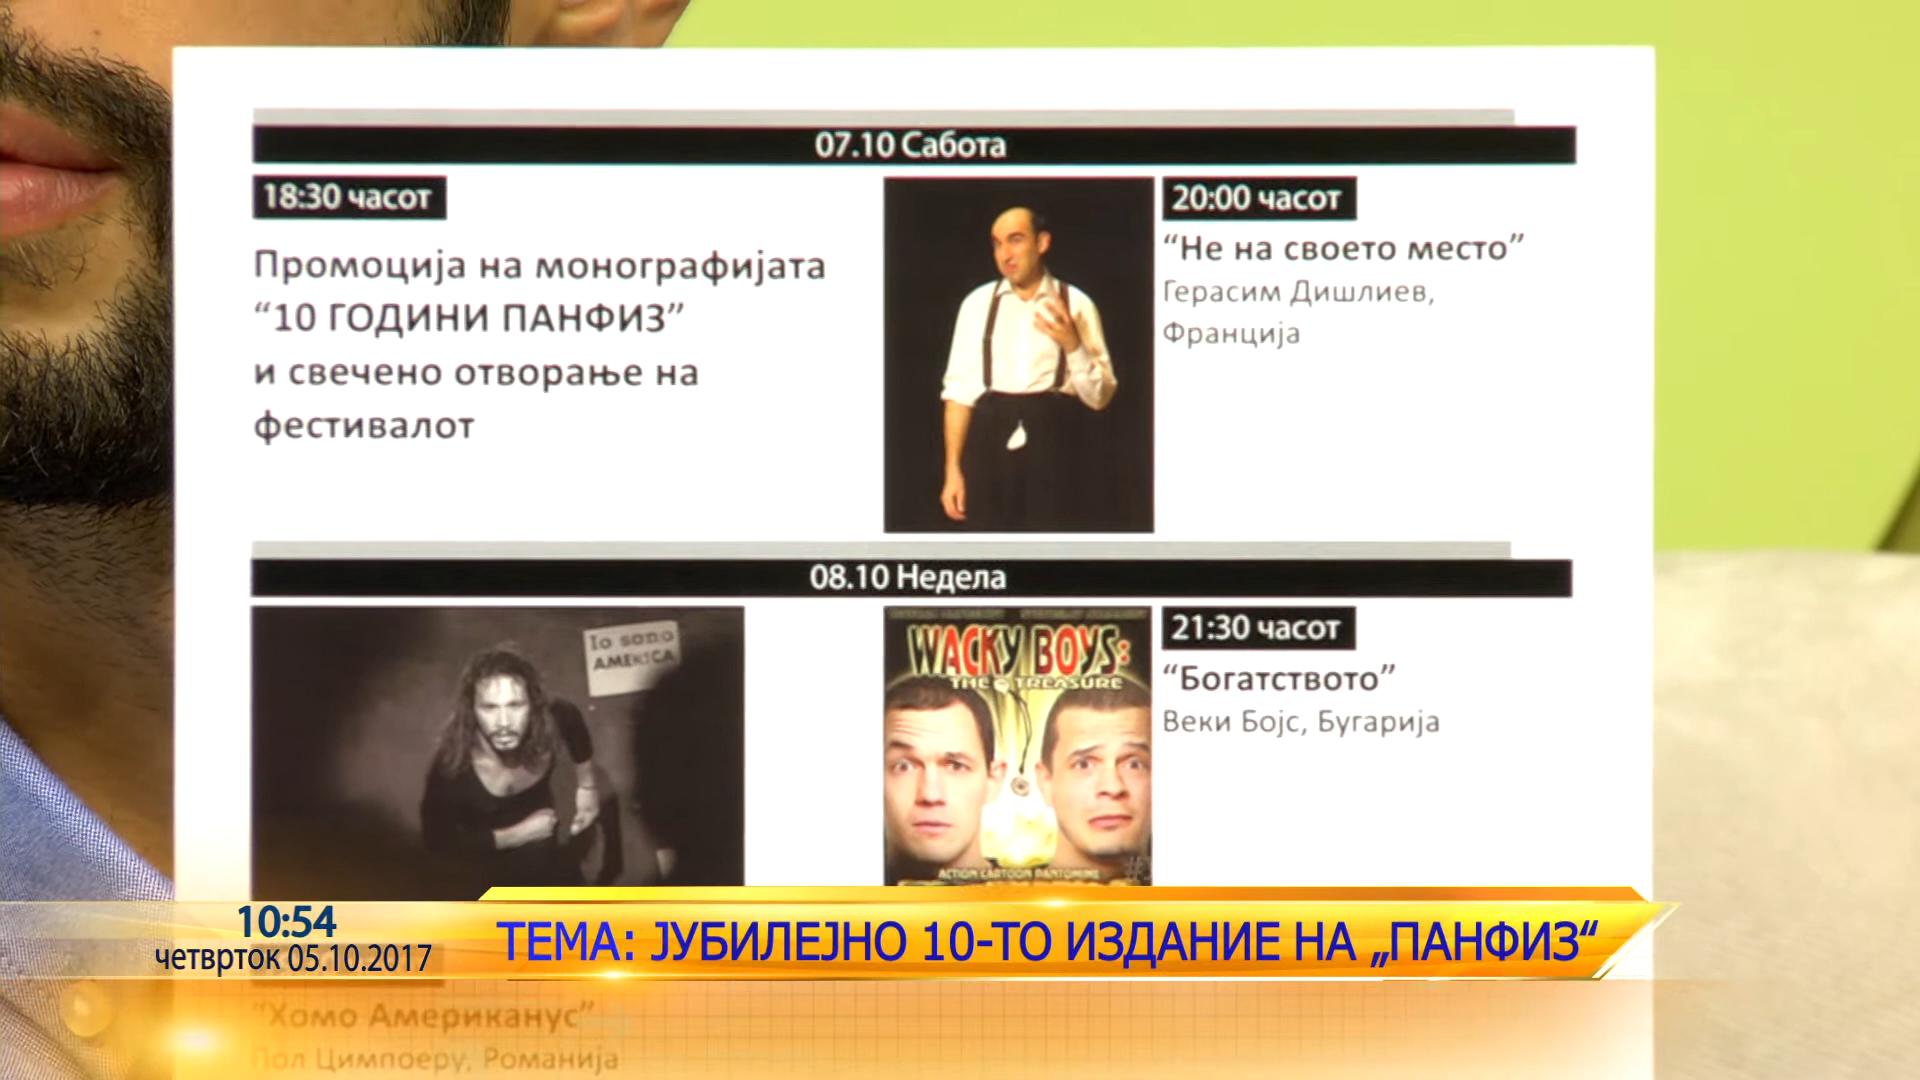 07.10 Сабота
18:30 часот
Промоција на монографијата
“10 ГОДИНИ ПАНФИЗ”
и свечено отворање на
фестивалот
20:00 часот
“Не на своето место”
Герасим Дишлиев,
Франција
08.10 Недела
Io sono
AMERICA
WACKY BOYS:
THE TREASURE
ACTION CARTOON PANTOMIME
21:30 часот
“Богатството”
Веки Бојс, Бугарија
“Хомо Американус”
Пол Цимпоеру, Романија
10:54
четврток 05.10.2017
ТЕМА: ЈУБИЛЕЈНО 10-ТО ИЗДАНИЕ НА „ПАНФИЗ“